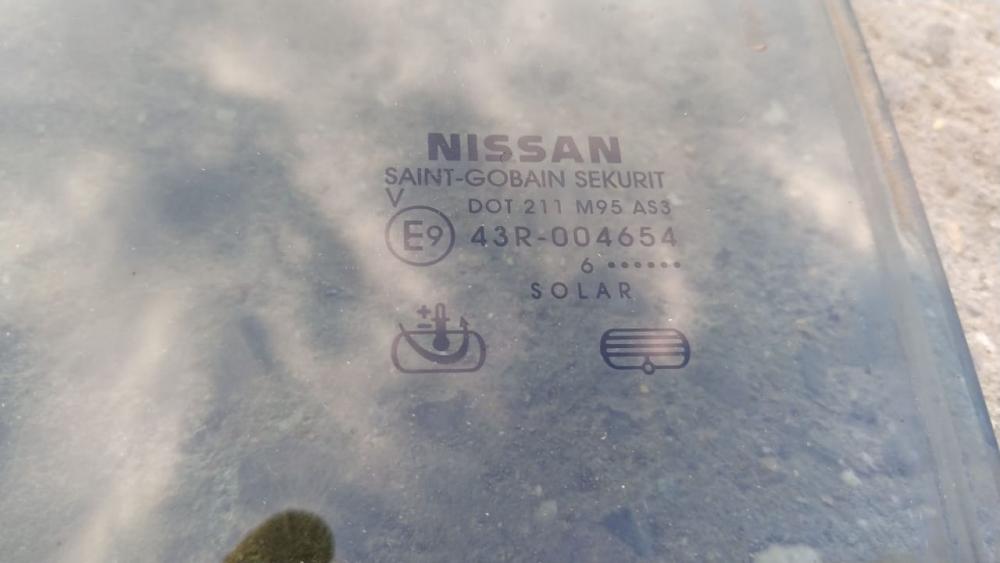 NISSAN
SAINT-GOBAIN SEKURIT
V
DOT 211 M95 AS3
E9 43R-004654
6 ••••••
SOLAR